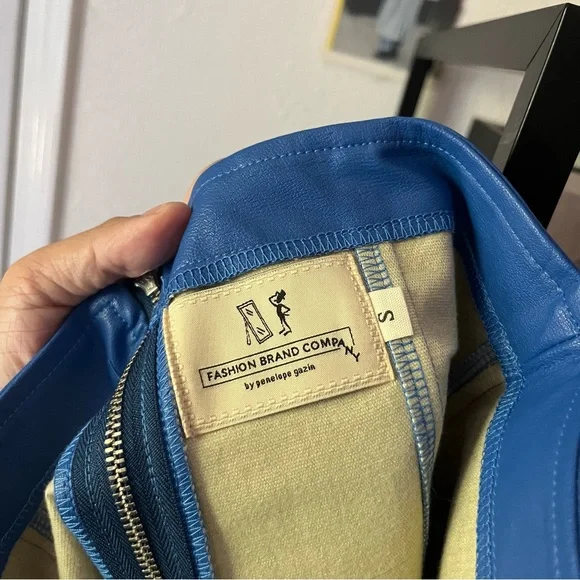 FASHION BRAND COMPANY
by penelope gazin
S